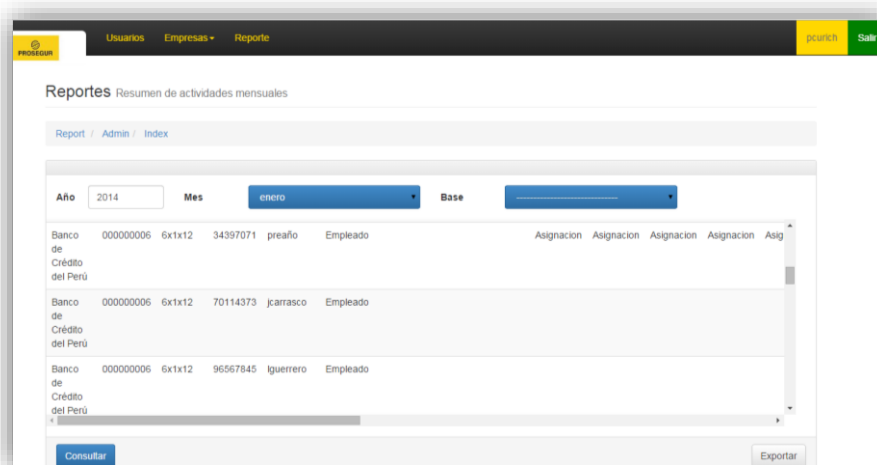 PROSEGUR
Usuarios Empresas Reporte pcurich Salir
Reportes Resumen de actividades mensuales
Report / Admin / Index
Año 2014 Mes enero Base --------------------------------
Banco de Crédito del Perú 000000006 6x1x12 34397071 preaño Empleado Asignacion Asignacion Asignacion Asignacion Asig
Banco de Crédito del Perú 000000006 6x1x12 70114373 jcarrasco Empleado
Banco de Crédito del Perú 000000006 6x1x12 96567845 lguerrero Empleado
Consultar Exportar